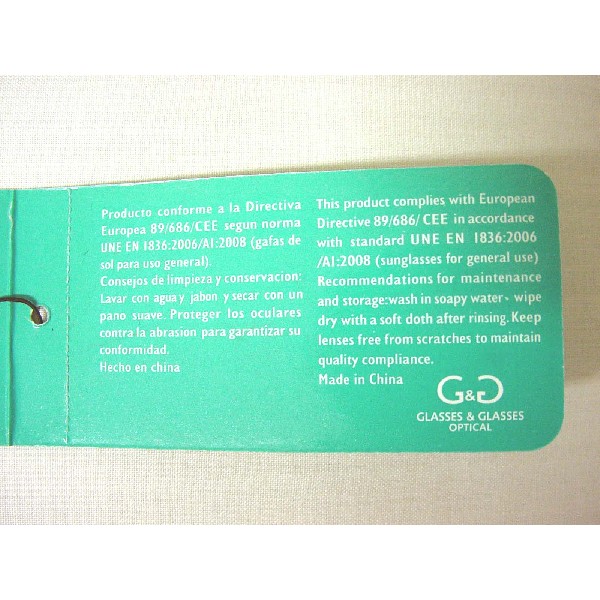 Producto conforme a la Directiva
Europea 89/686/CEE segun norma
UNE EN 1836:2006/A1:2008 (gafas de
sol para uso general).
Consejos de limpieza y conservacion:
Lavar con agua y jabon y secar con un
pano suave. Proteger los oculares
contra la abrasion para garantizar su
conformidad.
Hecho en china
This product complies with European
Directive 89/686/ CEE in accordance
with standard UNE EN 1836:2006
/A1:2008 (sunglasses for general use)
Recommendations for maintenance
and storage:wash in soapy water· wipe
dry with a soft doth after rinsing. Keep
lenses free from scratches to maintain
quality compliance.
Made in China
G&G
GLASSES & GLASSES
OPTICAL